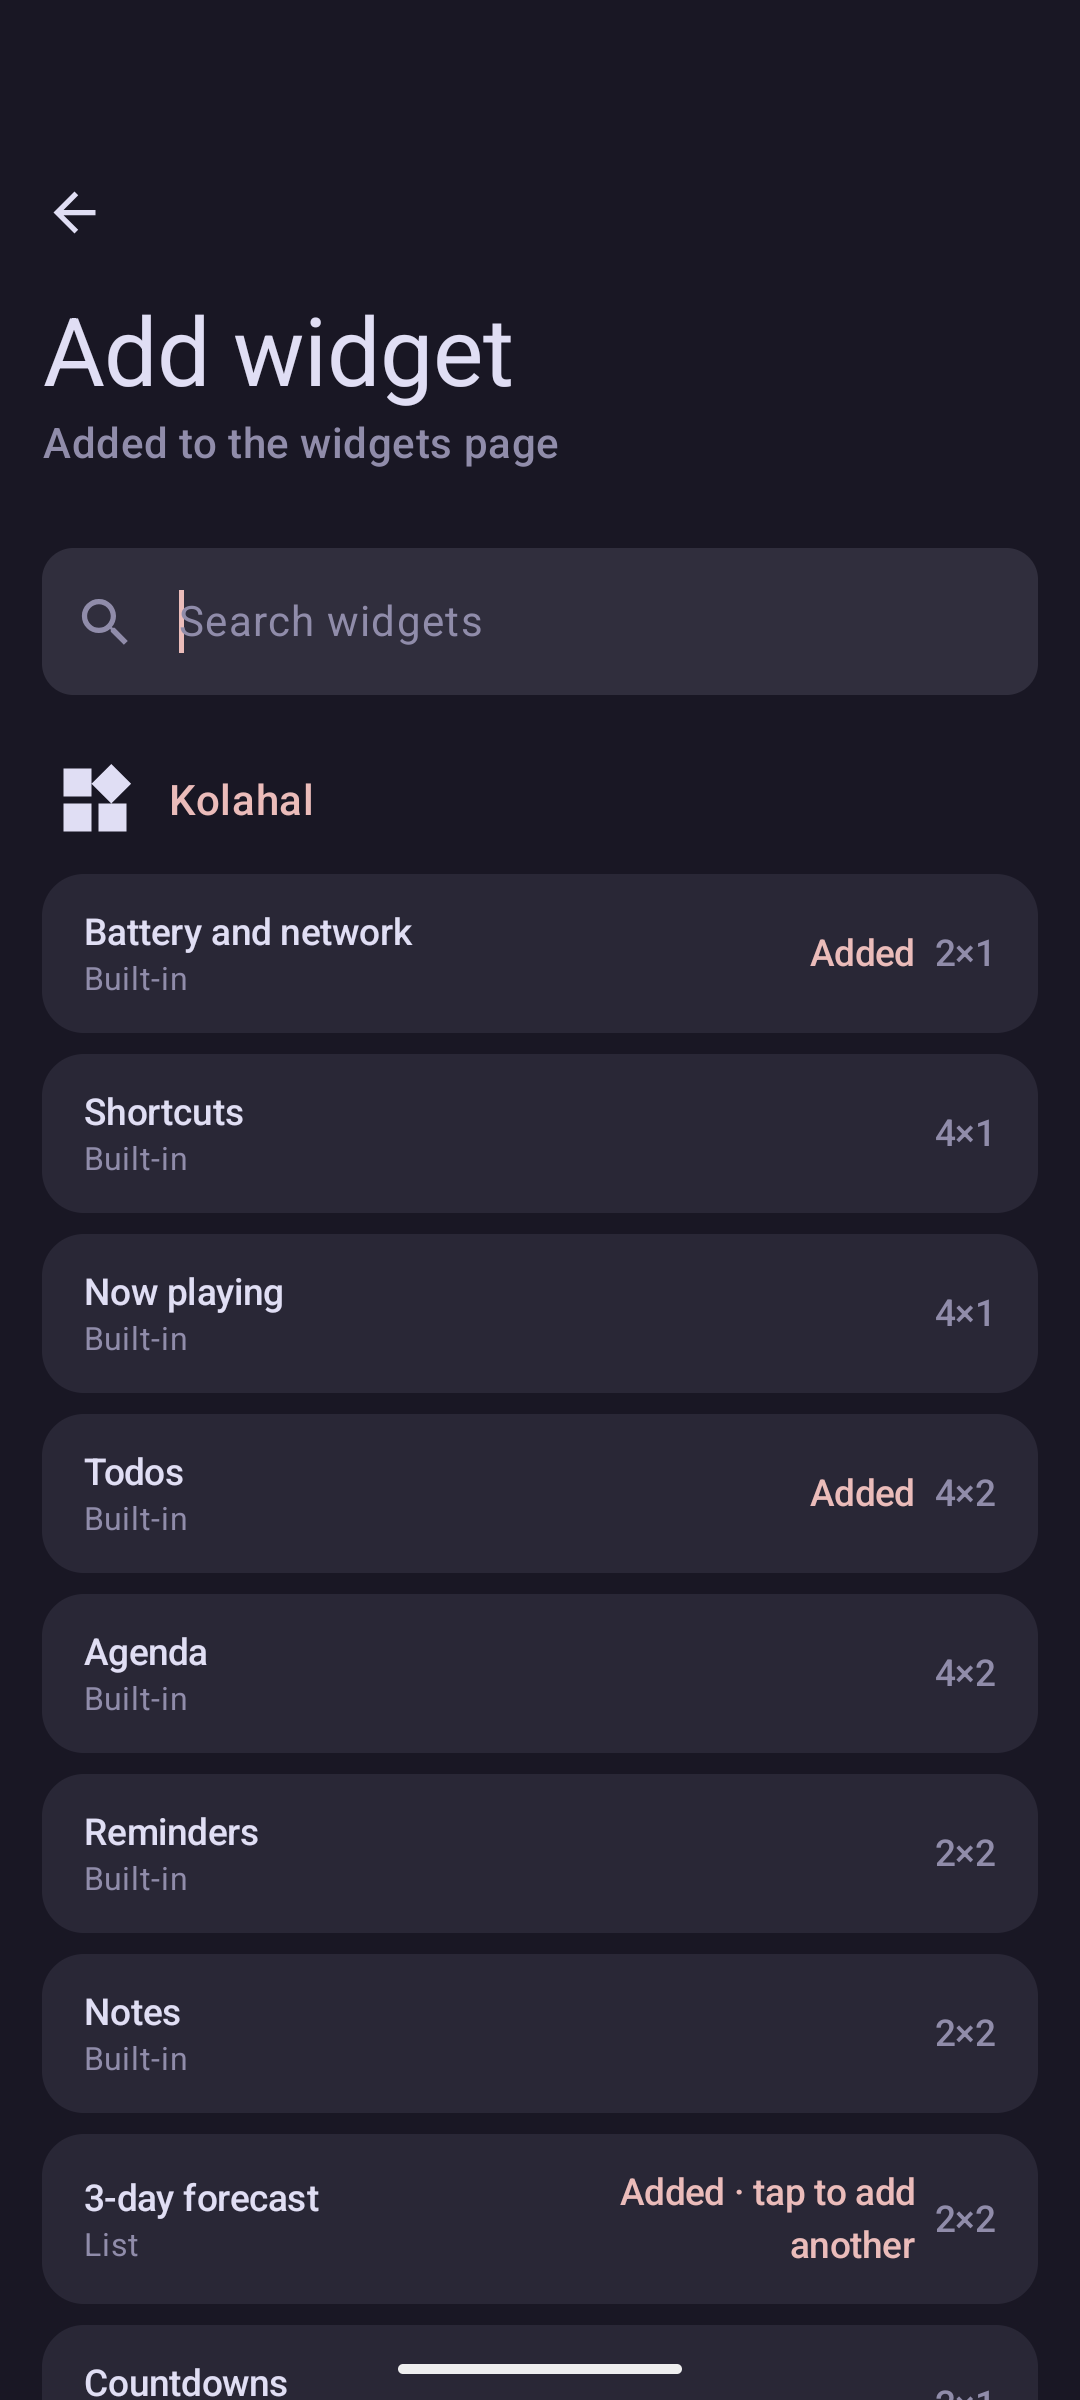 Add widget
Added to the widgets page
Search widgets
Kolahal
Battery and network
Built-in
Added 2×1
Shortcuts
Built-in
4×1
Now playing
Built-in
4×1
Todos
Built-in
Added 4×2
Agenda
Built-in
4×2
Reminders
Built-in
2×2
Notes
Built-in
2×2
3-day forecast
List
Added · tap to add
another
2×2
Countdowns